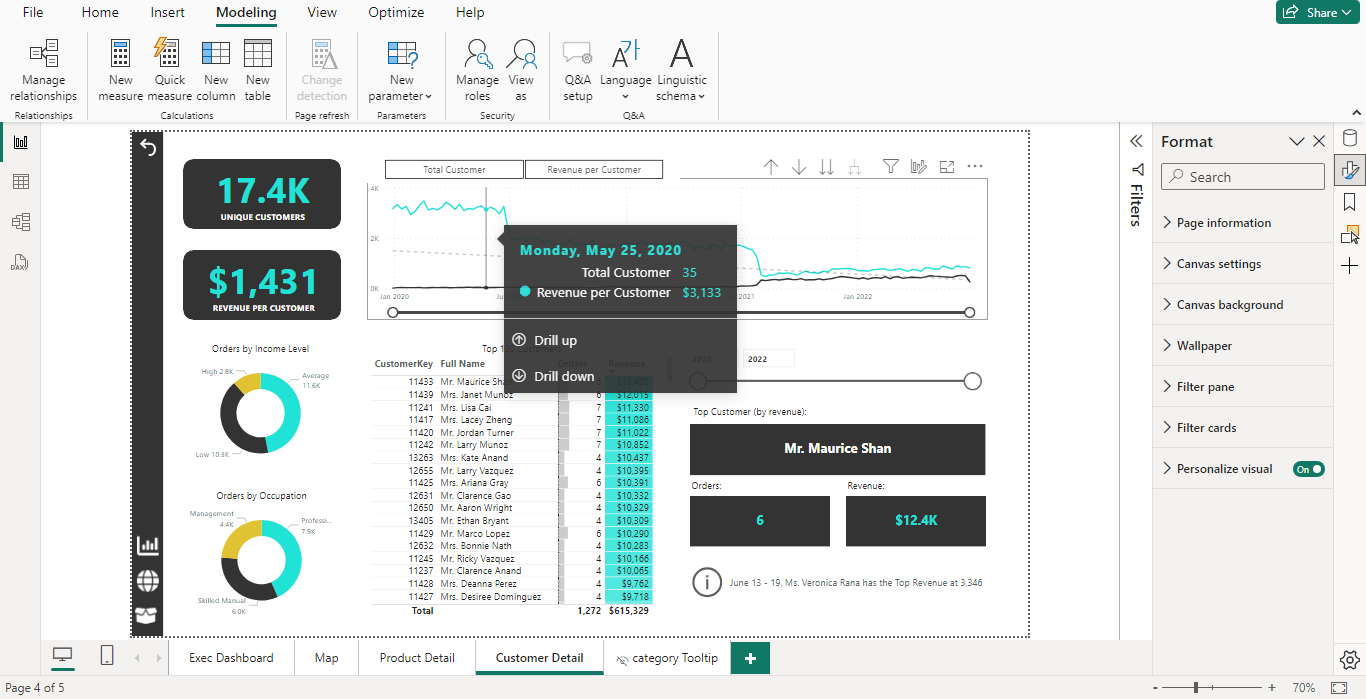 File Home Insert Modeling View Optimize Help Share
Manage relationships
New measure
Quick measure
New column
New table
Change detection
New parameter
Manage roles
View as
Q&A setup
Language
Linguistic schema
Relationships Calculations Page refresh Parameters Security Q&A
17.4K
UNIQUE CUSTOMERS
$1,431
REVENUE PER CUSTOMER
Total Customer Revenue per Customer
4K
2K
0K
Jan 2020 2021 Jan 2022
Monday, May 25, 2020
Total Customer 35
Revenue per Customer $3,133
Drill up
Drill down
Orders by Income Level
High 2.8K
Average
11.6K
Low 10.3K
Orders by Occupation
Management
4.4K
Professi...
7.9K
Skilled Manual
6.0K
CustomerKey Full Name Orders Revenue
11433 Mr. Maurice Shan 6 $12,408
11439 Mrs. Janet Munoz 6 $12,015
11241 Mrs. Lisa Cai 7 $11,330
11417 Mrs. Lacey Zheng 7 $11,086
11420 Mr. Jordan Turner 7 $11,022
11242 Mr. Larry Munoz 7 $10,852
13263 Mrs. Kate Anand 4 $10,437
12655 Mr. Larry Vazquez 4 $10,395
11425 Mrs. Ariana Gray 6 $10,391
12631 Mr. Clarence Gao 4 $10,332
12650 Mr. Aaron Wright 4 $10,329
13405 Mr. Ethan Bryant 4 $10,309
11429 Mr. Marco Lopez 6 $10,290
12632 Mrs. Bonnie Nath 4 $10,283
11245 Mr. Ricky Vazquez 4 $10,166
11237 Mr. Clarence Anand 4 $10,065
11428 Mrs. Deanna Perez 4 $9,762
11427 Mrs. Desiree Dominguez 4 $9,718
Total 1,272 $615,329
2020 2022
Top Customer (by revenue):
Mr. Maurice Shan
Orders: Revenue:
6 $12.4K
June 13 - 19, Ms. Veronica Rana has the Top Revenue at 3,346
Filters
Format
Search
Page information
Canvas settings
Canvas background
Wallpaper
Filter pane
Filter cards
Personalize visual On
DAX
Exec Dashboard Map Product Detail Customer Detail category Tooltip +
Page 4 of 5
- + 70%